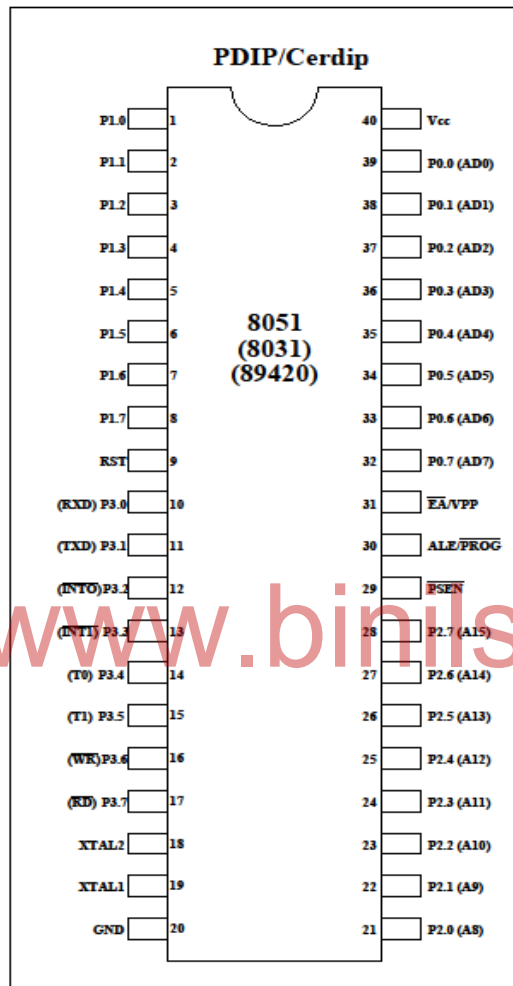 PDIP/Cerdip
P1.0 1 40 Vcc
P1.1 2 39 P0.0 (AD0)
P1.2 3 38 P0.1 (AD1)
P1.3 4 37 P0.2 (AD2)
P1.4 5 36 P0.3 (AD3)
8051
(8031)
(89420)
P1.5 6 35 P0.4 (AD4)
P1.6 7 34 P0.5 (AD5)
P1.7 8 33 P0.6 (AD6)
RST 9 32 P0.7 (AD7)
(RXD) P3.0 10 31 E̅A̅/VPP
(TXD) P3.1 11 30 ALE/P̅R̅O̅G̅
(I̅N̅T̅O̅) P3.2 12 29 P̅S̅E̅N̅
(I̅N̅T̅I̅) P3.3 13 28 P2.7 (A15)
www.binils
(T0) P3.4 14 27 P2.6 (A14)
(T1) P3.5 15 26 P2.5 (A13)
(W̅R̅) P3.6 16 25 P2.4 (A12)
(R̅D̅) P3.7 17 24 P2.3 (A11)
XTAL2 18 23 P2.2 (A10)
XTAL1 19 22 P2.1 (A9)
GND 20 21 P2.0 (A8)